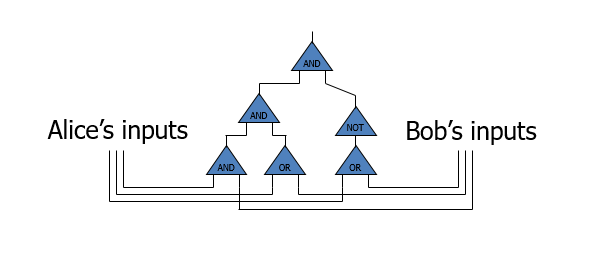 AND
AND
NOT
Alice's inputs
Bob's inputs
AND
OR
OR